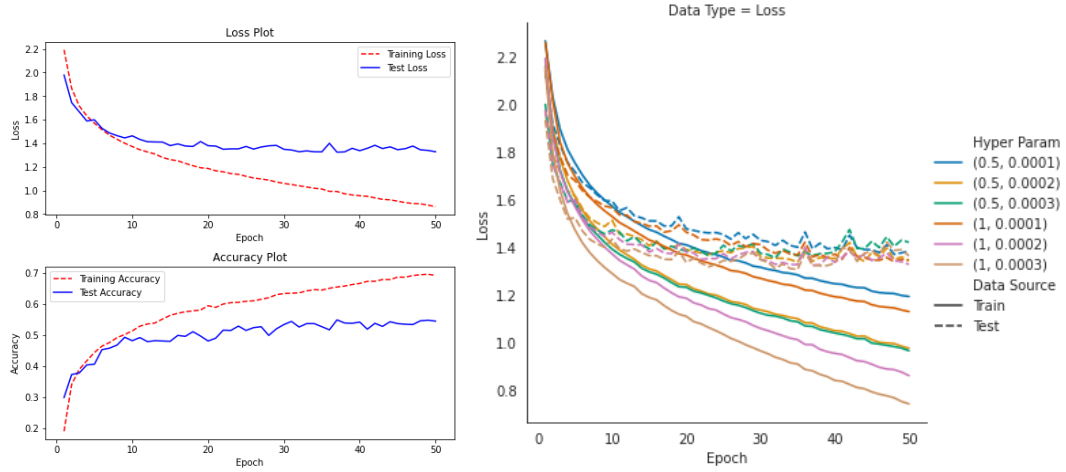 Loss Plot
2.2
2.0
1.8
1.6
1.4
1.2
1.0
0.8
Loss
Training Loss
Test Loss
0 10 20 30 40 50
Epoch
Accuracy Plot
0.7
0.6
0.5
0.4
0.3
0.2
Accuracy
Training Accuracy
Test Accuracy
0 10 20 30 40 50
Epoch
Data Type = Loss
2.2
2.0
1.8
1.6
1.4
1.2
1.0
0.8
Loss
0 10 20 30 40 50
Epoch
Hyper Param
(0.5, 0.0001)
(0.5, 0.0002)
(0.5, 0.0003)
(1, 0.0001)
(1, 0.0002)
(1, 0.0003)
Data Source
Train
Test